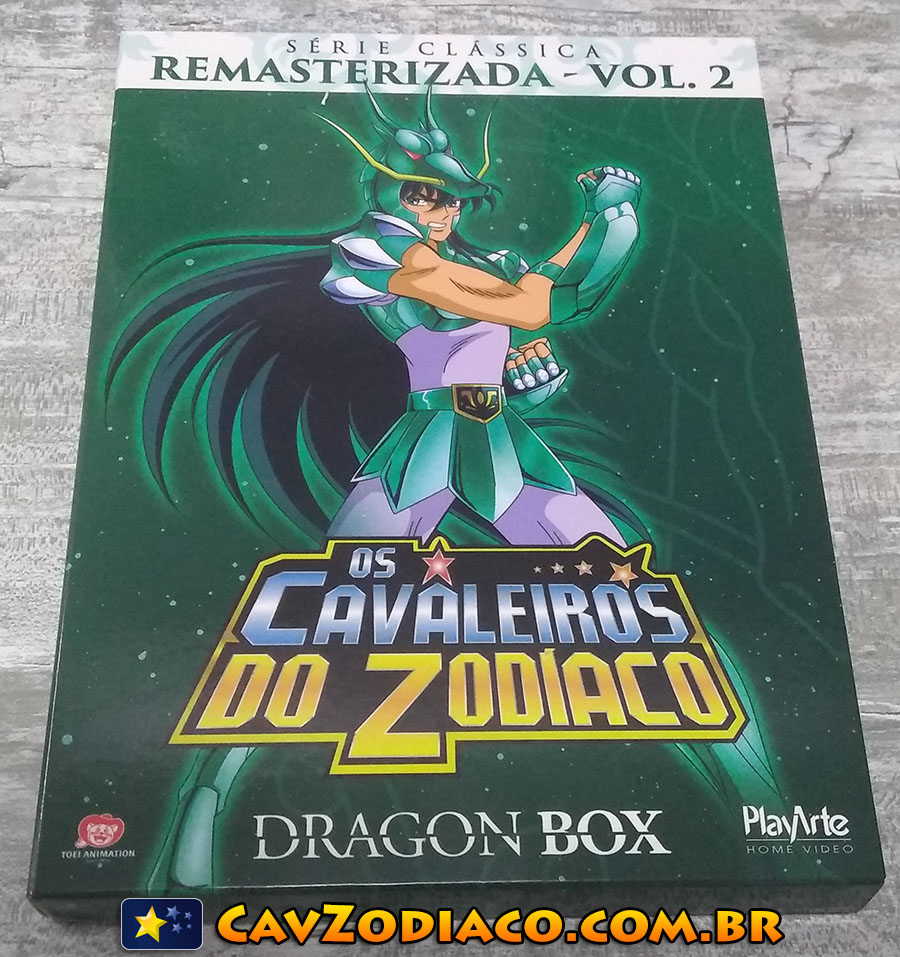 SÉRIE CLÁSSICA
REMASTERIZADA - VOL. 2
OS
CAVALEIROS
DO ZODÍACO
DRAGON BOX
TOEI ANIMATION
PlayArte
HOME VIDEO
CAVZODIACO.COM.BR